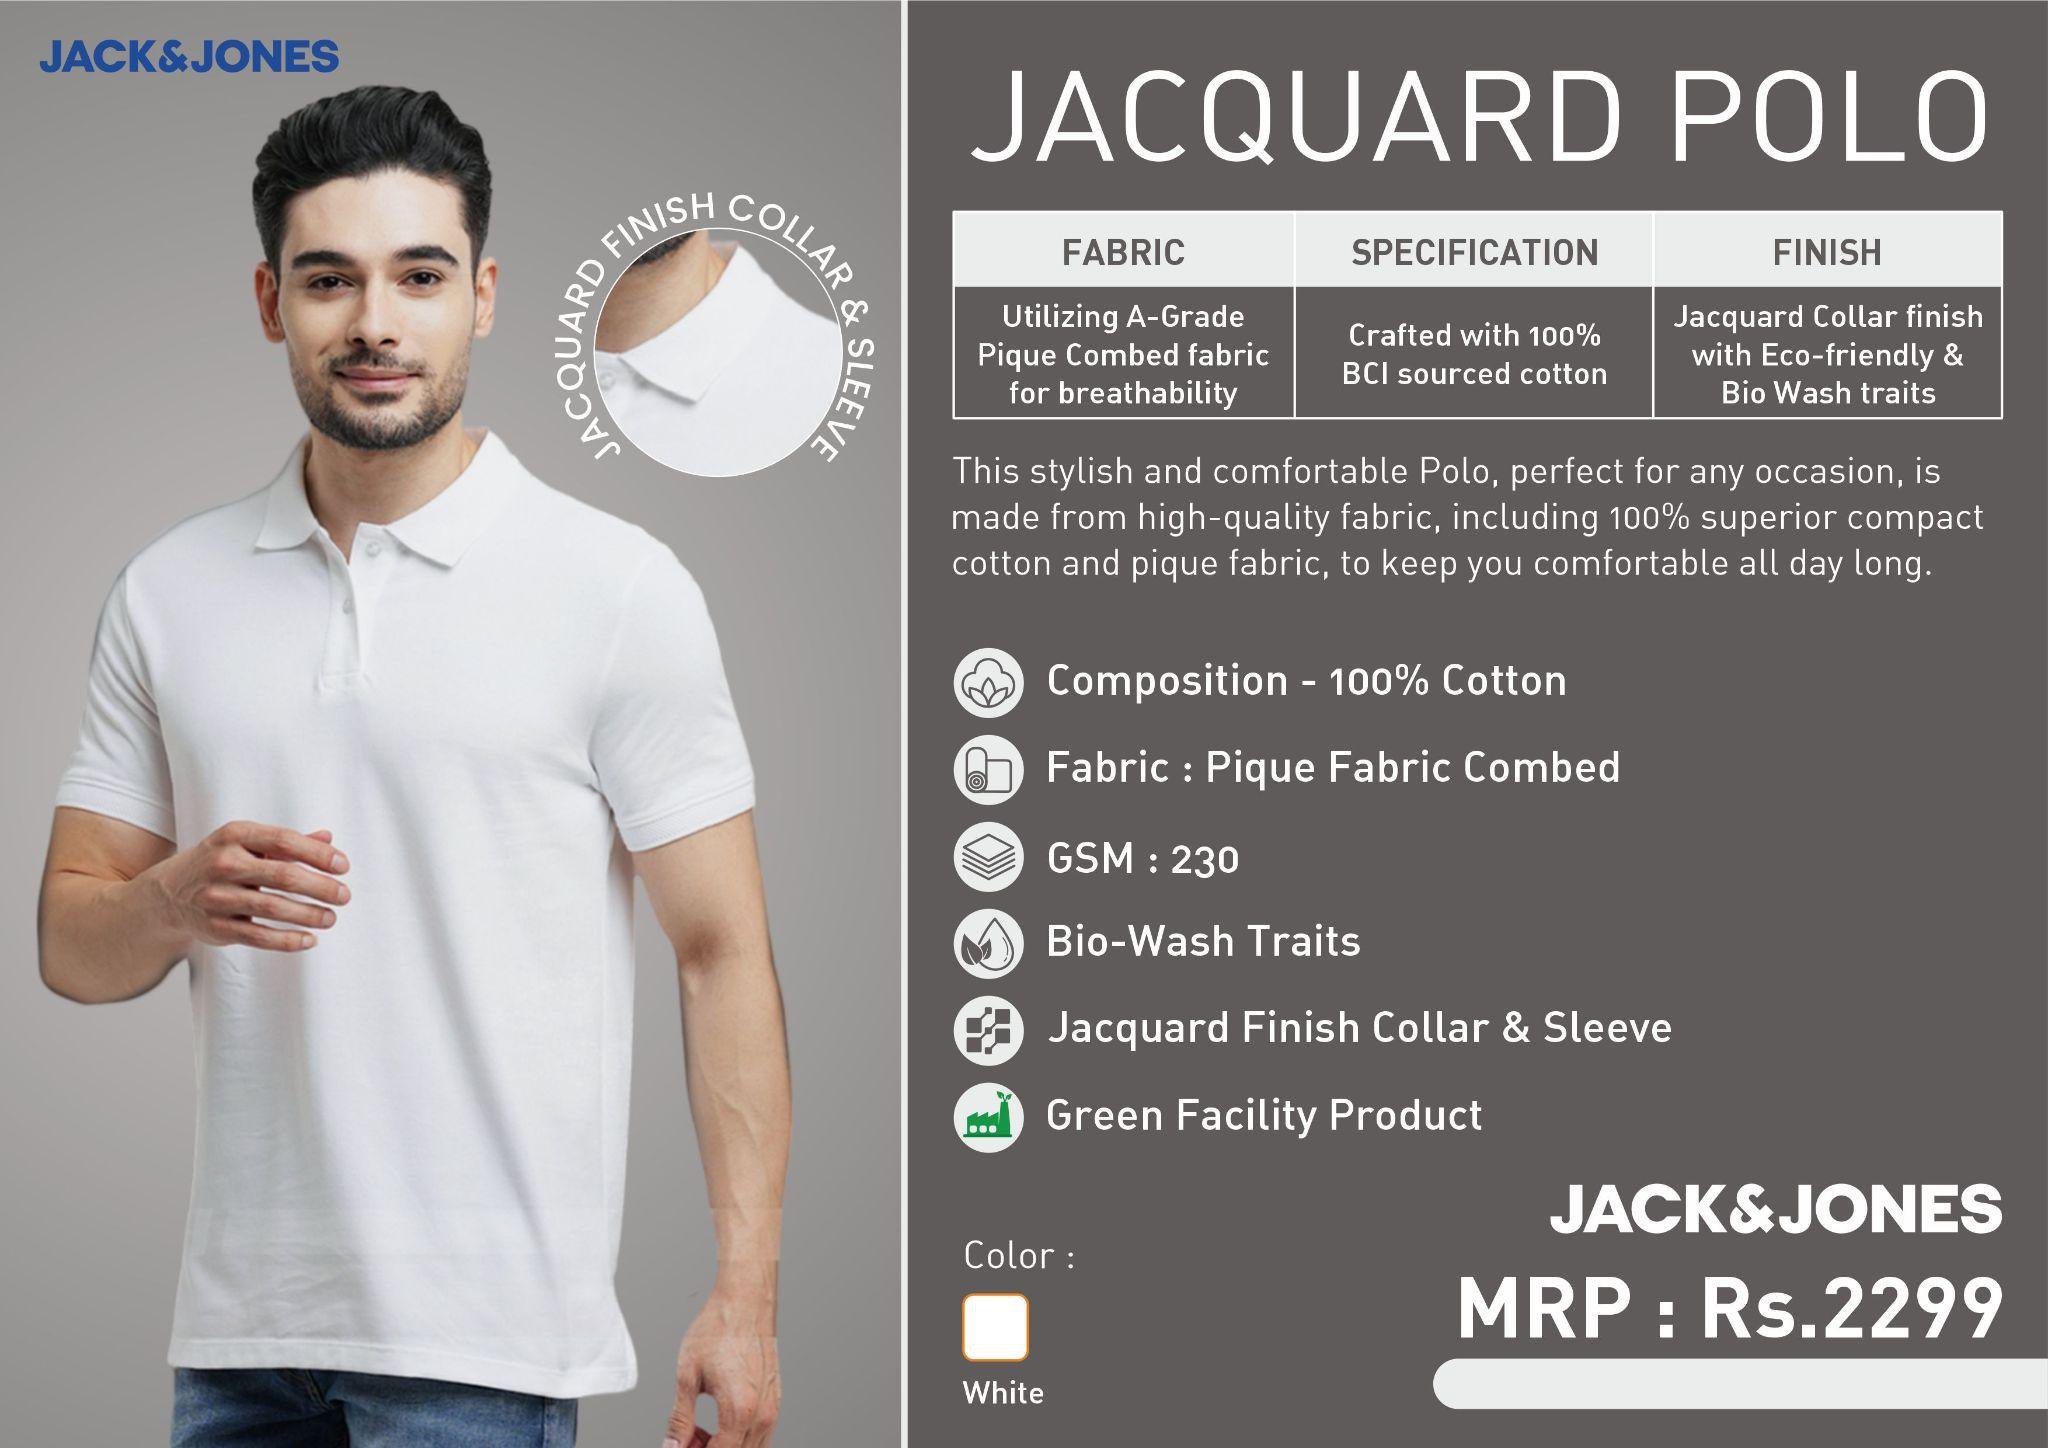 JACK&JONES
JACQUARD FINISH COLLAR & SLEEVE
JACQUARD POLO
FABRIC
SPECIFICATION
FINISH
Utilizing A-Grade
Pique Combed fabric
for breathability
Crafted with 100%
BCI sourced cotton
Jacquard Collar finish
with Eco-friendly &
Bio Wash traits
This stylish and comfortable Polo, perfect for any occasion, is
made from high-quality fabric, including 100% superior compact
cotton and pique fabric, to keep you comfortable all day long.
Composition - 100% Cotton
Fabric : Pique Fabric Combed
GSM : 230
Bio-Wash Traits
Jacquard Finish Collar & Sleeve
Green Facility Product
Color :
White
JACK&JONES
MRP : Rs.2299